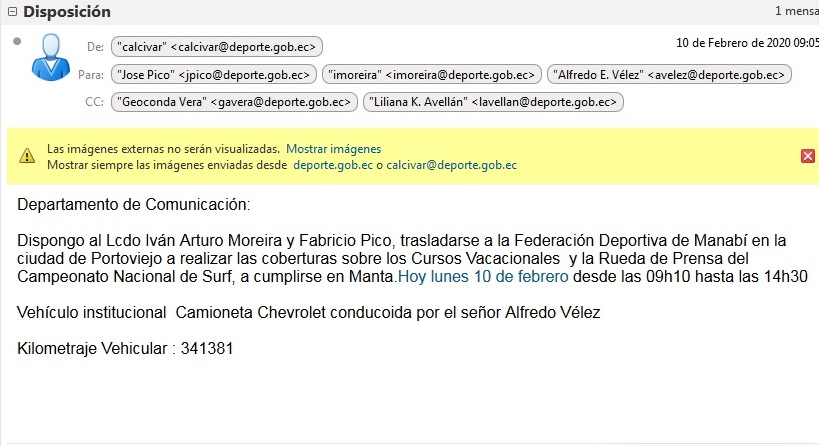 Disposición
1 mensa
De: "calcivar" <calcivar@deporte.gob.ec>
10 de Febrero de 2020 09:05
Para: "Jose Pico" <jpico@deporte.gob.ec> "imoreira" <imoreira@deporte.gob.ec> "Alfredo E. Vélez" <avelez@deporte.gob.ec>
CC: "Geoconda Vera" <gavera@deporte.gob.ec> "Liliana K. Avellán" <lavellan@deporte.gob.ec>
Las imágenes externas no serán visualizadas. Mostrar imágenes
Mostrar siempre las imágenes enviadas desde deporte.gob.ec o calcivar@deporte.gob.ec
Departamento de Comunicación:
Dispongo al Lcdo Iván Arturo Moreira y Fabricio Pico, trasladarse a la Federación Deportiva de Manabí en la
ciudad de Portoviejo a realizar las coberturas sobre los Cursos Vacacionales y la Rueda de Prensa del
Campeonato Nacional de Surf, a cumplirse en Manta.Hoy lunes 10 de febrero desde las 09h10 hasta las 14h30
Vehículo institucional Camioneta Chevrolet conducoida por el señor Alfredo Vélez
Kilometraje Vehicular : 341381